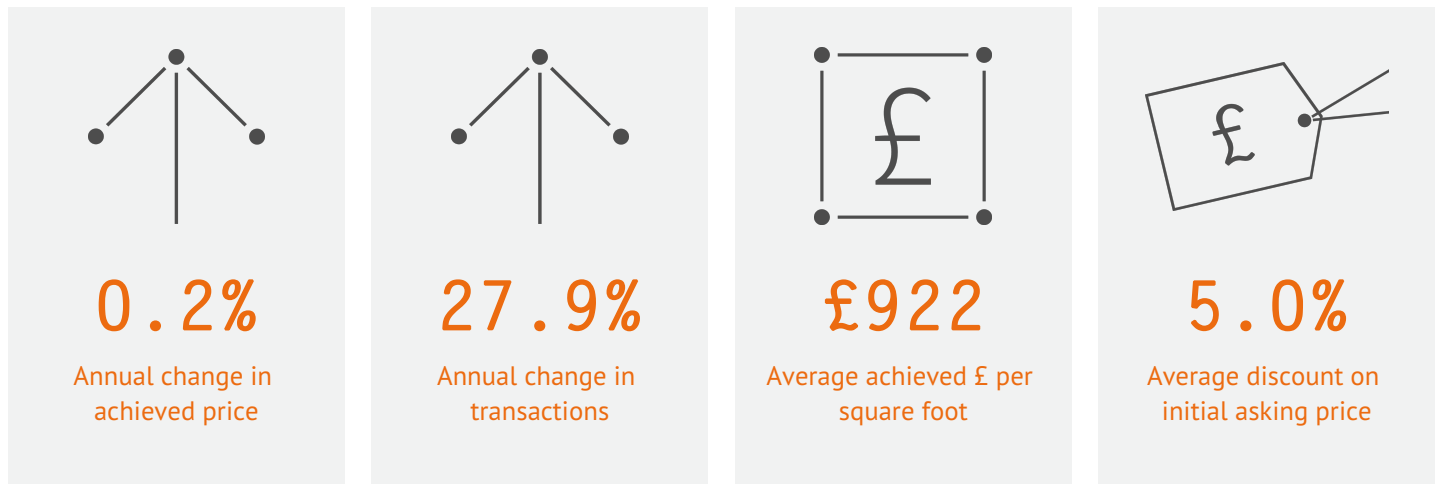 £
£
0.2%
27.9%
£922
5.0%
Annual change in
achieved price
Annual change in
transactions
Average achieved £ per
square foot
Average discount on
initial asking price